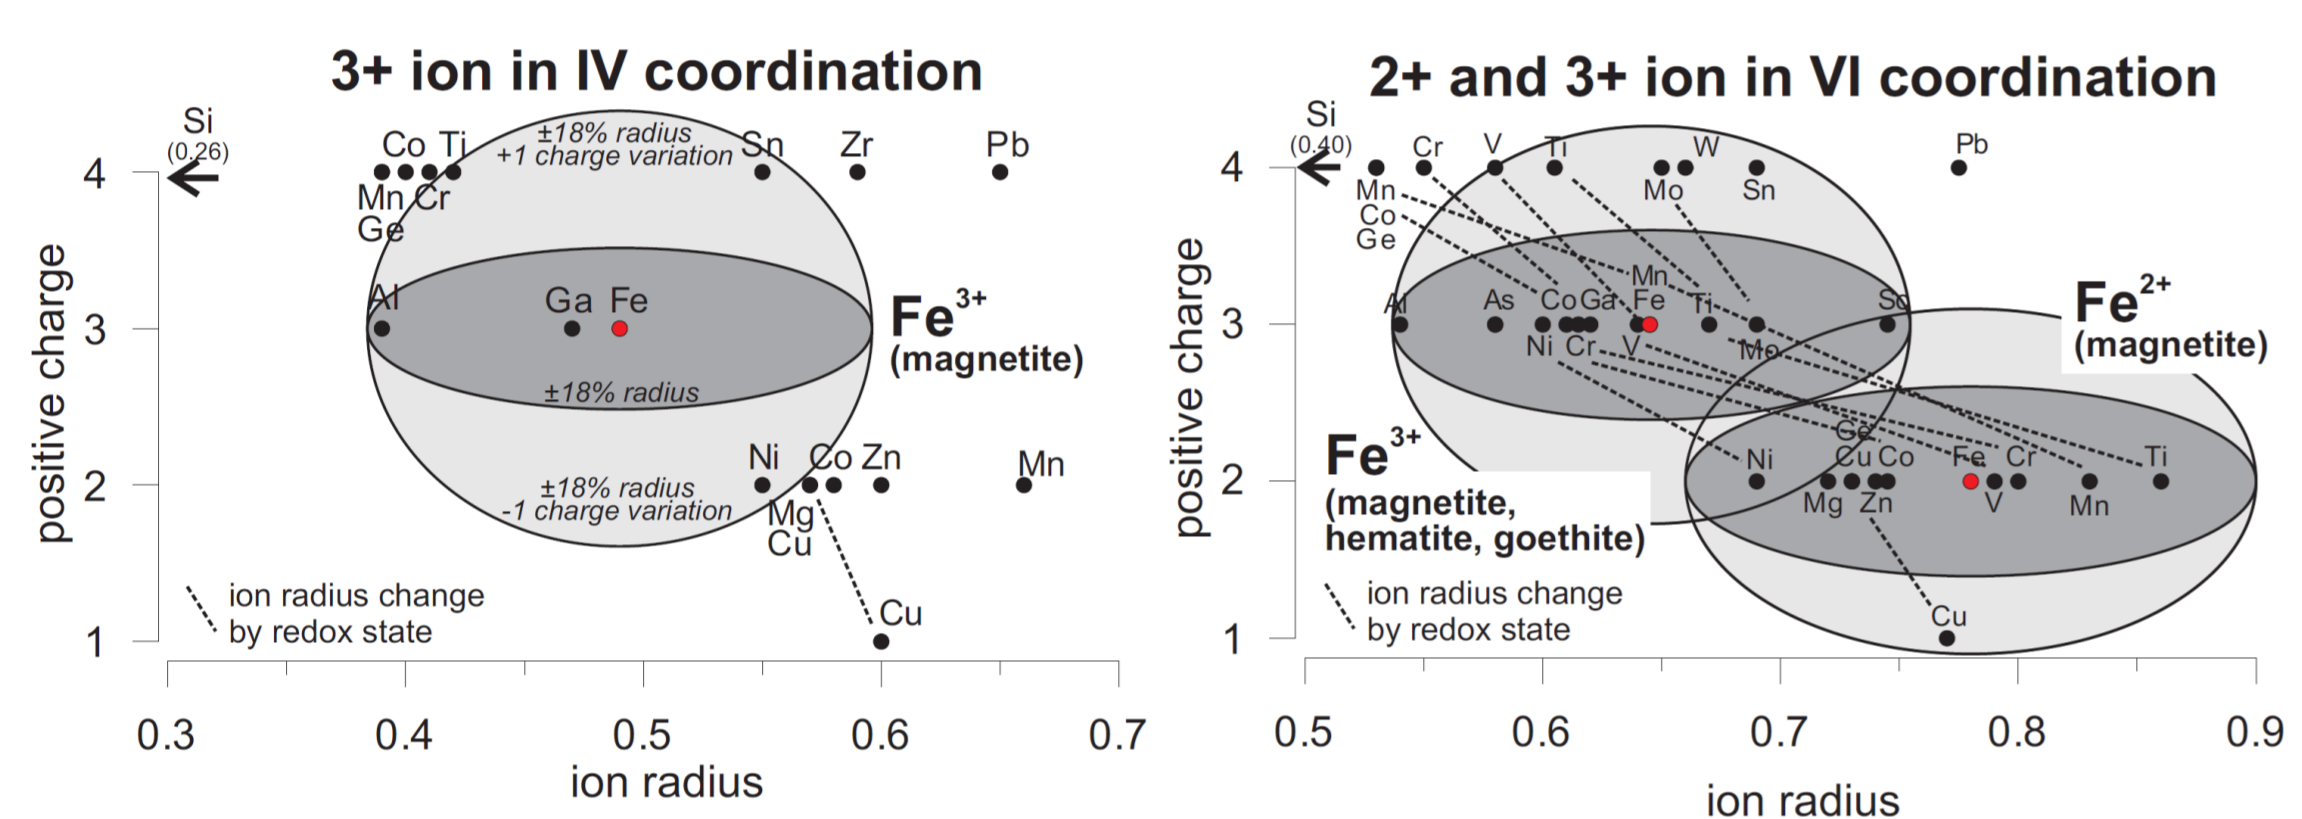 3+ ion in IV coordination
Si
(0.26)
Co Ti
±18% radius
+1 charge variation
Sn
Zr
Pb
4
Mn Cr
Ge
positive charge
Al
Ga Fe
Fe3+
(magnetite)
3
±18% radius
Ni
Co Zn
Mn
2
±18% radius
-1 charge variation
Mg
Cu
ion radius change
by redox state
Cu
1
0.3
0.4
0.5
0.6
0.7
ion radius
2+ and 3+ ion in VI coordination
Si
(0.40)
Cr
V
Ti
W
Pb
4
Mn
Co
Ge
Mo
Sn
positive charge
Mn
Al
As
Co Ga Fe
Ti
Sc
Fe2+
(magnetite)
3
Ni Cr V
Mo
Fe3+
(magnetite,
hematite, goethite)
Ge
Ni
Cu Co
Fe Cr
Ti
2
Mg Zn
V
Mn
ion radius change
by redox state
Cu
1
0.5
0.6
0.7
0.8
0.9
ion radius